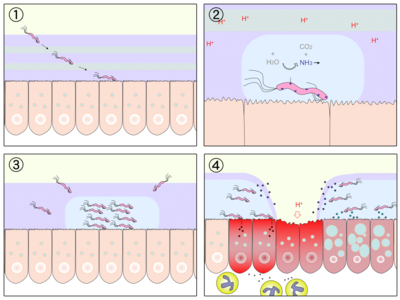 ①
②
H⁺
H⁺
H⁺
H⁺
H⁺
CO₂
+
H₂O
NH₃
③
④
H⁺